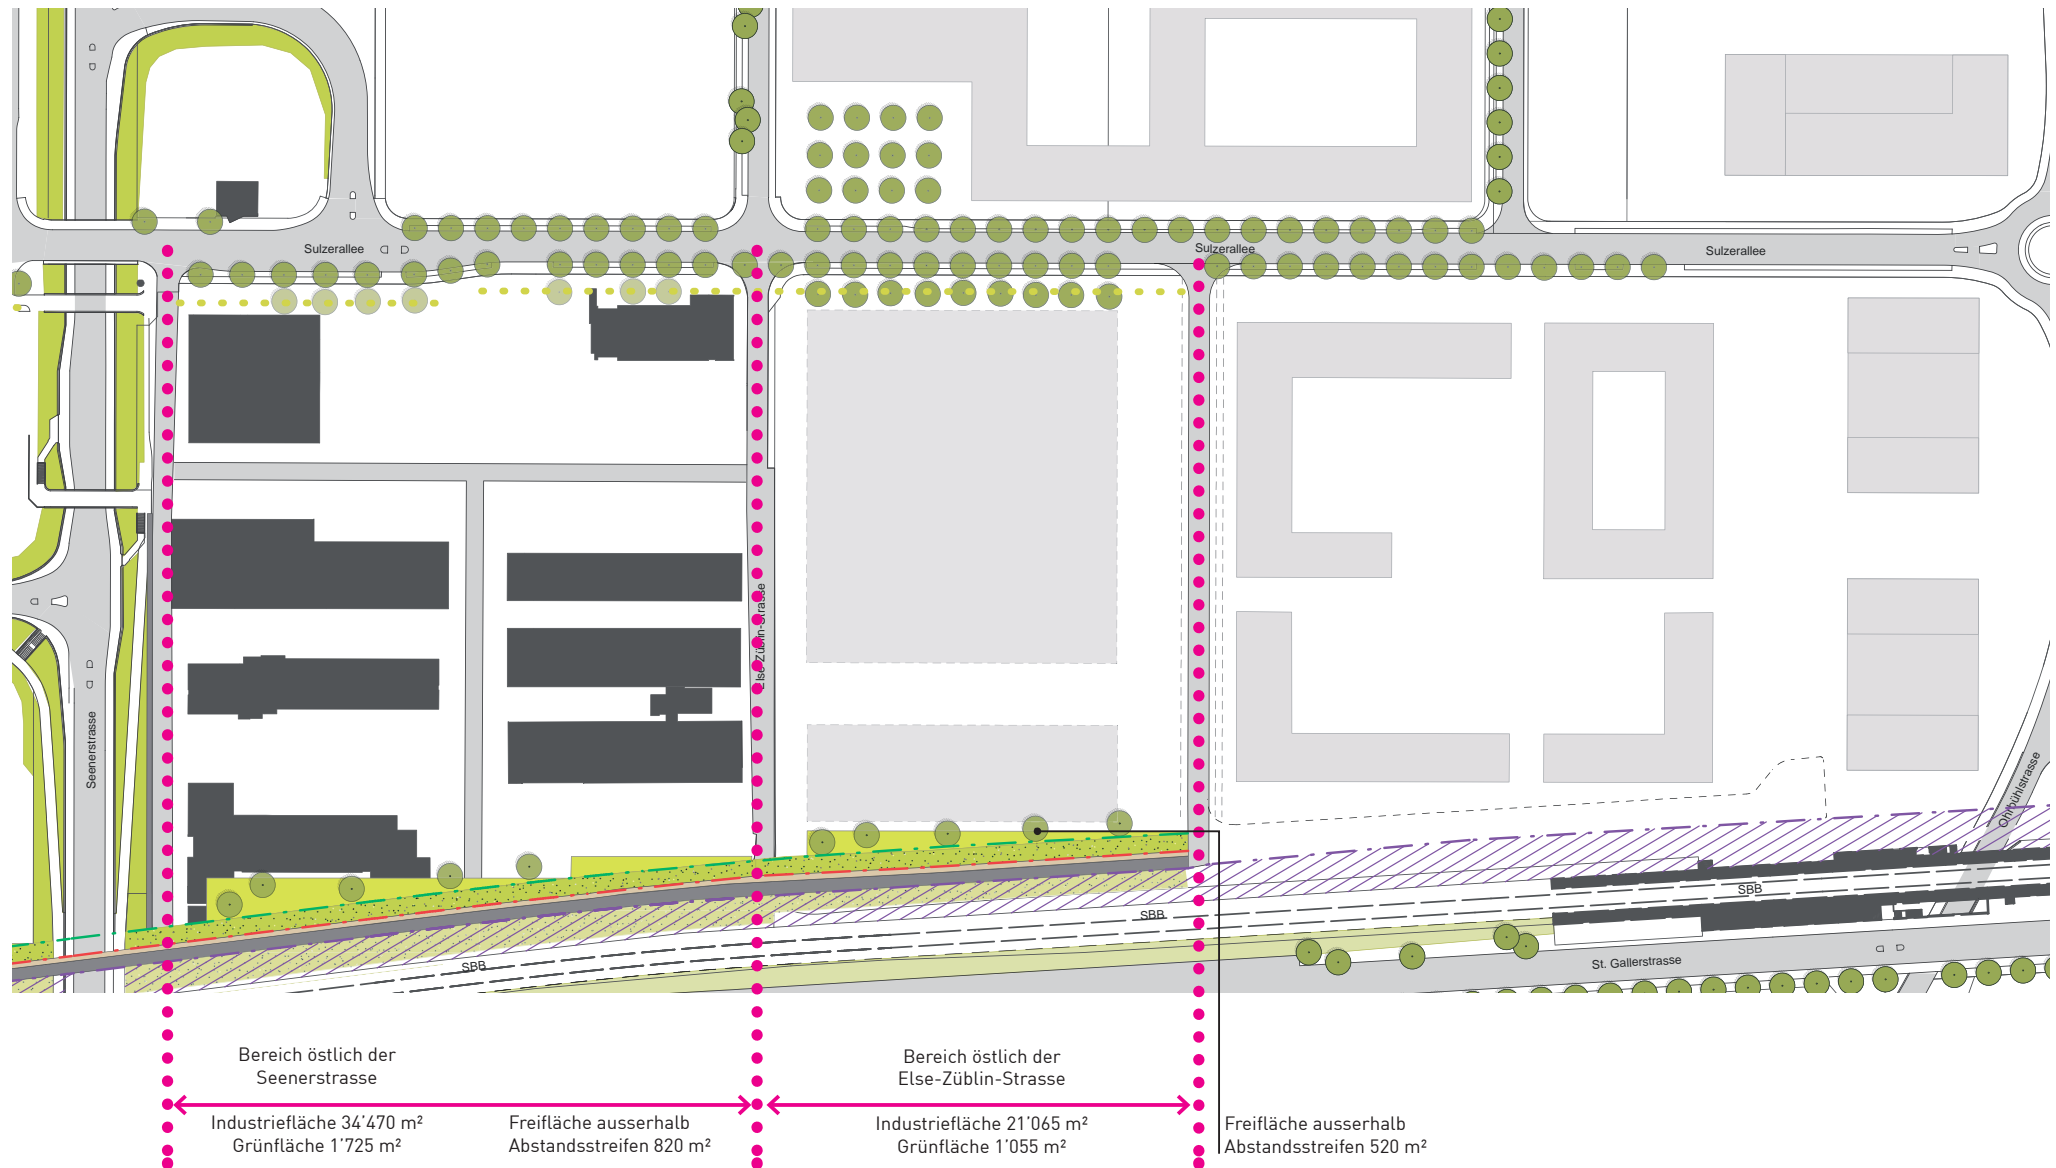 Sulzerallee
Sulzerallee
Sulzerallee
Else-Züblin-Strasse
Seenerstrasse
Ohrbühlstrasse
SBB
SBB
SBB
St. Gallerstrasse
Bereich östlich der
Seenerstrasse
Industriefläche 34’470 m²
Grünfläche 1’725 m²
Freifläche ausserhalb
Abstandsstreifen 820 m²
Bereich östlich der
Else-Züblin-Strasse
Industriefläche 21’065 m²
Grünfläche 1’055 m²
Freifläche ausserhalb
Abstandsstreifen 520 m²